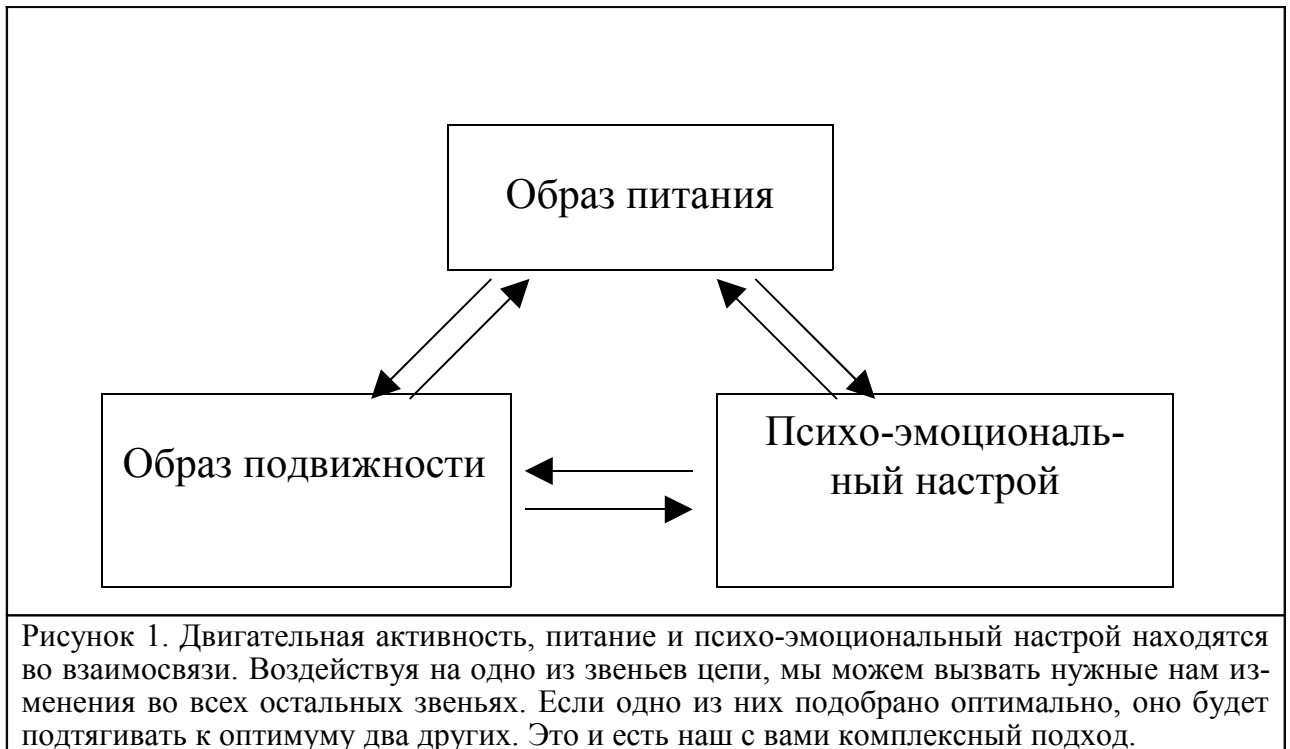 Образ питания
Образ подвижности
Психо-эмоциональ-
ный настрой
Рисунок 1. Двигательная активность, питание и психо-эмоциональный настрой находятся
во взаимосвязи. Воздействуя на одно из звеньев цепи, мы можем вызвать нужные нам из-
менения во всех остальных звеньях. Если одно из них подобрано оптимально, оно будет
подтягивать к оптимуму два других. Это и есть наш с вами комплексный подход.